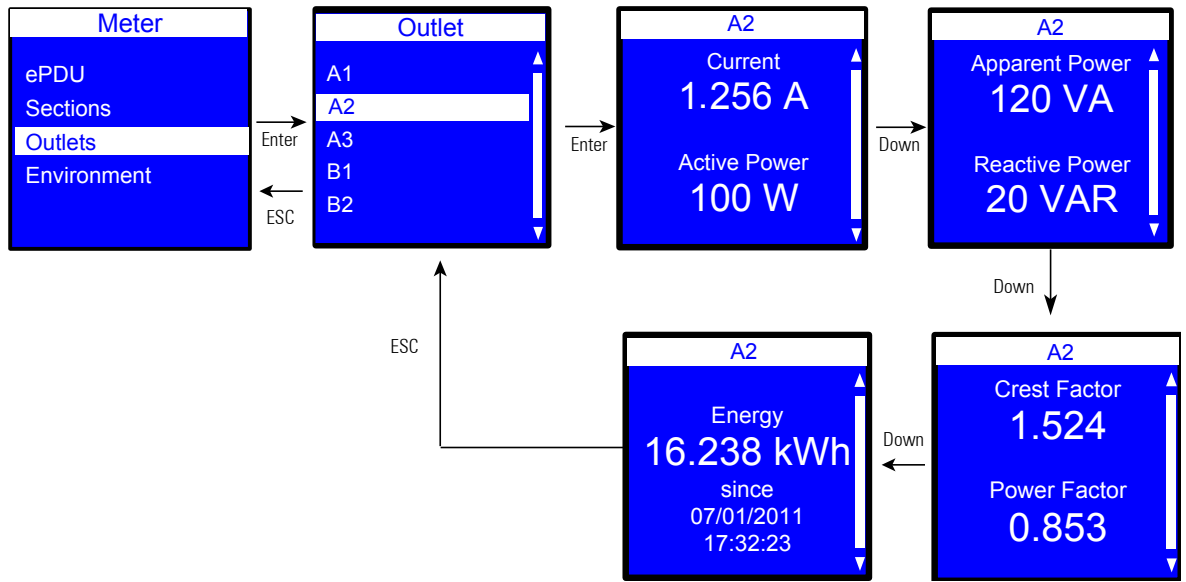 Meter
ePDU
Sections
Outlets
Environment
Enter
ESC
Outlet
A1
A2
A3
B1
B2
Enter
A2
Current
1.256 A
Active Power
100 W
Down
A2
Apparent Power
120 VA
Reactive Power
20 VAR
Down
A2
Crest Factor
1.524
Power Factor
0.853
Down
A2
Energy
16.238 kWh
since
07/01/2011
17:32:23
ESC